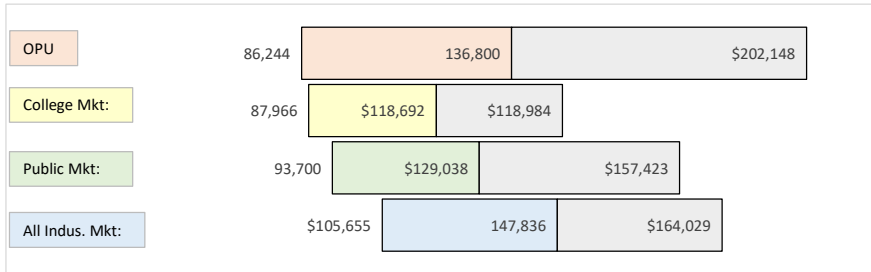 OPU 86,244 136,800 $202,148
College Mkt: 87,966 $118,692 $118,984
Public Mkt: 93,700 $129,038 $157,423
All Indus. Mkt: $105,655 147,836 $164,029